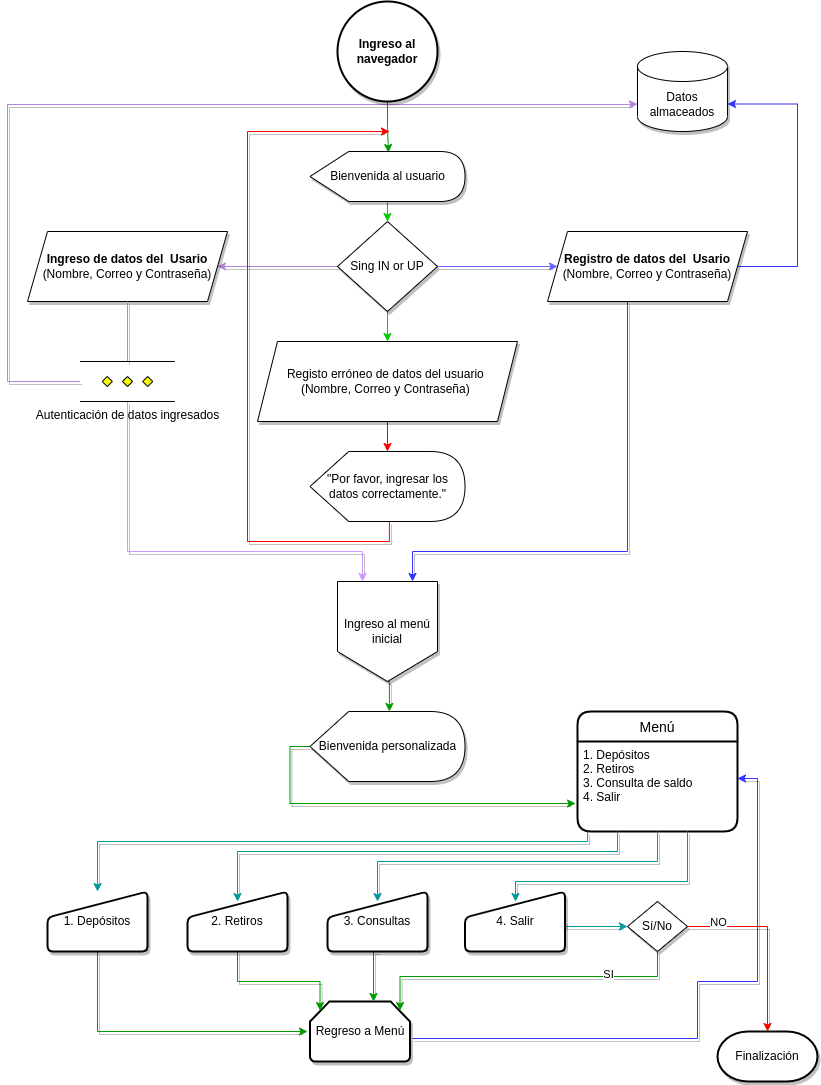 Ingreso al
navegador
Datos
almaceados
Bienvenida al usuario
Ingreso de datos del Usario
(Nombre, Correo y Contraseña)
Sing IN or UP
Registro de datos del Usario
(Nombre, Correo y Contraseña)
Registo erróneo de datos del usuario
(Nombre, Correo y Contraseña)
Autenticación de datos ingresados
"Por favor, ingresar los
datos correctamente."
Ingreso al menú
inicial
Bienvenida personalizada
Menú
1. Depósitos
2. Retiros
3. Consulta de saldo
4. Salir
1. Depósitos
2. Retiros
3. Consultas
4. Salir
Sí/No
NO
SI
Regreso a Menú
Finalización